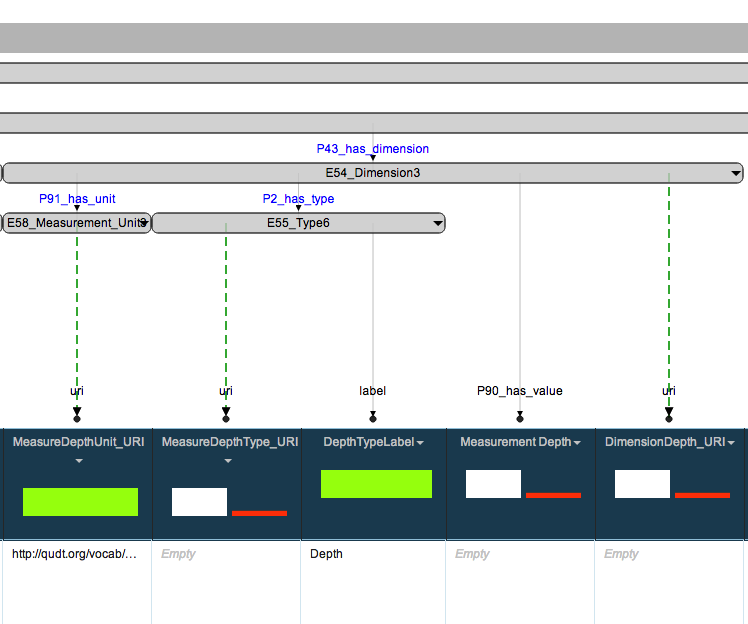 P43_has_dimension
E54_Dimension3
P91_has_unit P2_has_type
E58_Measurement_Unit3 E55_Type6
uri uri label P90_has_value uri
MeasureDepthUnit_URI MeasureDepthType_URI DepthTypeLabel Measurement Depth DimensionDepth_URI
http://qudt.org/vocab/... Empty Depth Empty Empty